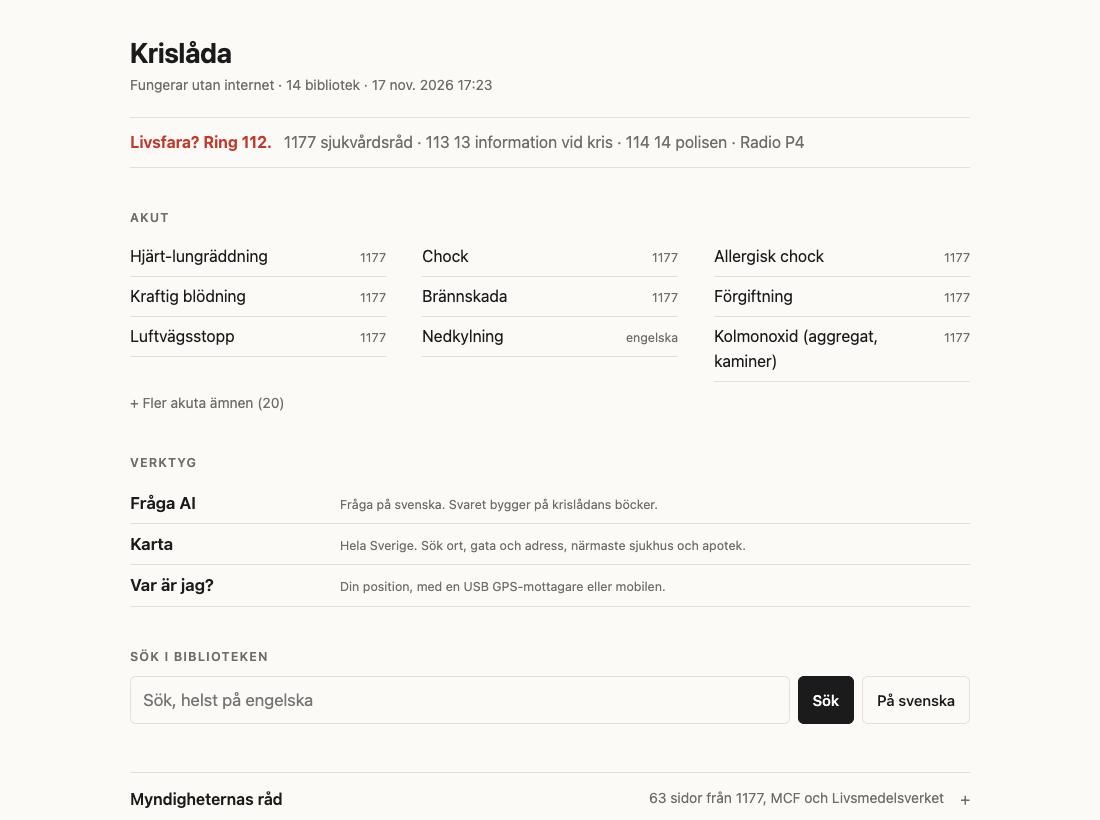 Krislåda
Fungerar utan internet · 14 bibliotek · 17 nov. 2026 17:23
Livsfara? Ring 112. 1177 sjukvårdsråd · 113 13 information vid kris · 114 14 polisen · Radio P4
AKUT
Hjärt-lungräddning 1177
Kraftig blödning 1177
Luftvägsstopp 1177
Chock 1177
Brännskada 1177
Nedkylning engelska
Allergisk chock 1177
Förgiftning 1177
Kolmonoxid (aggregat, 1177
kaminer)
+ Fler akuta ämnen (20)
VERKTYG
Fråga AI Fråga på svenska. Svaret bygger på krislådans böcker.
Karta Hela Sverige. Sök ort, gata och adress, närmaste sjukhus och apotek.
Var är jag? Din position, med en USB GPS-mottagare eller mobilen.
SÖK I BIBLIOTEKEN
Sök, helst på engelska Sök På svenska
Myndigheternas råd 63 sidor från 1177, MCF och Livsmedelsverket +